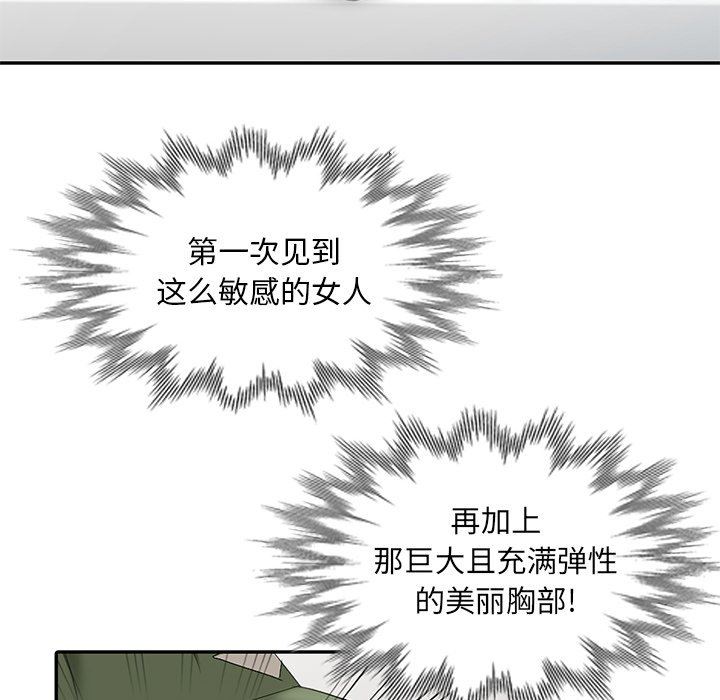 第一次见到
这么敏感的女人
再加上
那巨大且充满弹性
的美丽胸部!